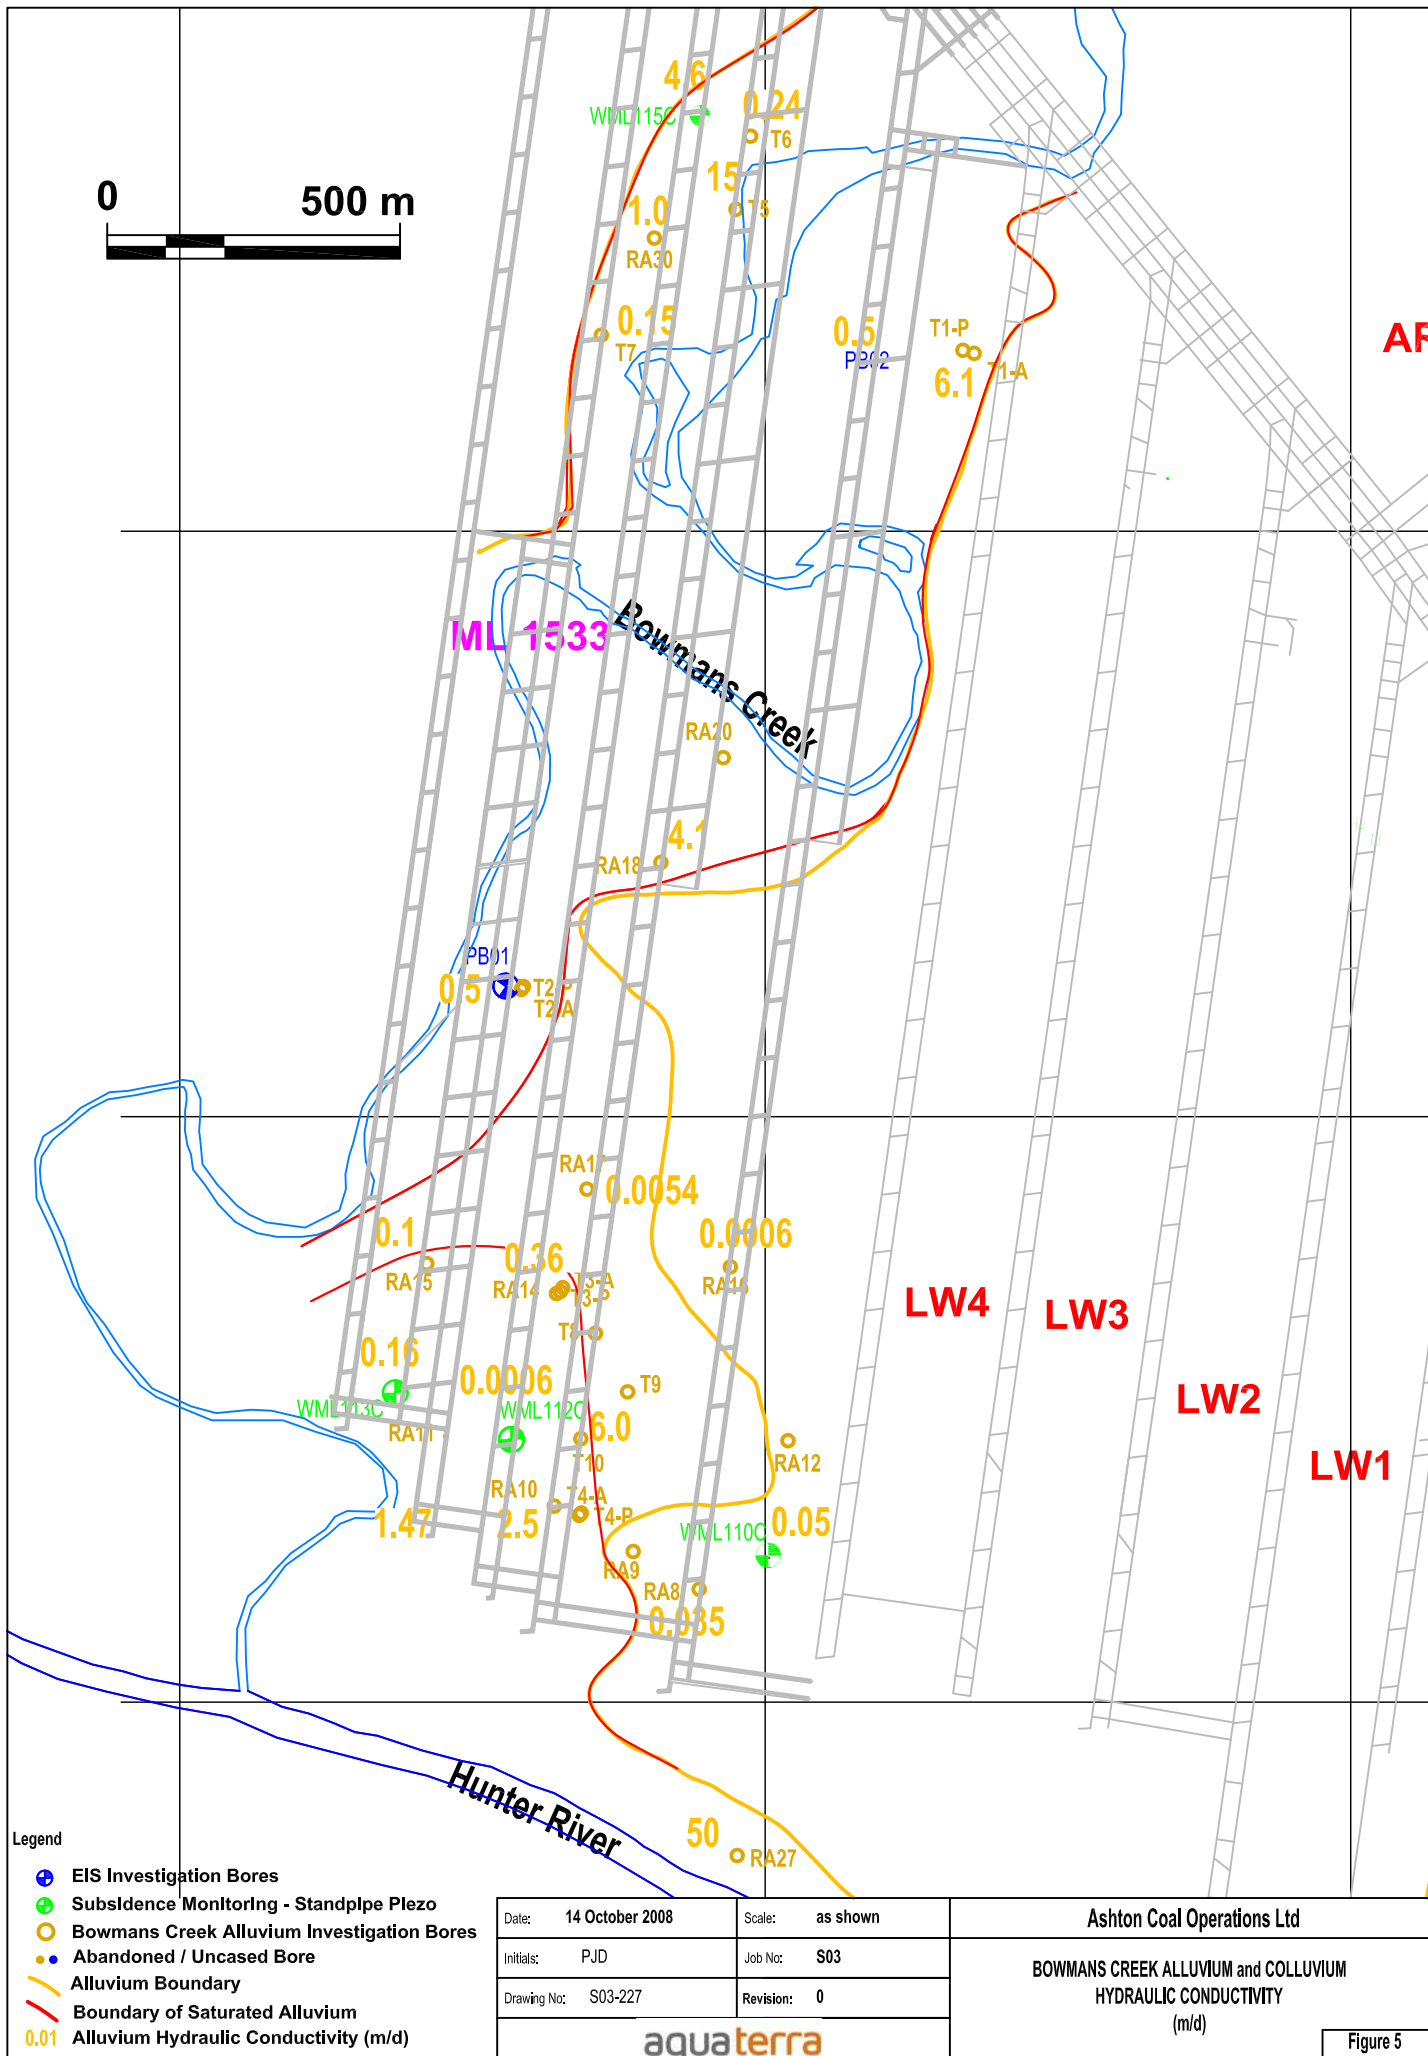 4.6
WML115C
0.24
T6
15
T5
0 500 m
1.0
RA30
0.15
T7
0.5
PB02
T1-P
T1-A
6.1
ML 1533
Bowmans Creek
RA20
4.1
RA18
PB01
0.5
T2-P
T2-A
RA17
0.0054
0.1
RA15
0.36
RA14
T3-A
T3-P
0.0006
RA16
LW4
LW3
LW2
LW1
T8
0.16
WML113C
0.0006
WML112C
T9
RA11
6.0
T10
RA12
RA10
T4-A
T4-P
1.47
2.5
WML110C
0.05
RA9
RA8
0.035
Hunter River
50
RA27
Legend
EIS Investigation Bores
Subsidence Monitoring - Standpipe Piezo
Bowmans Creek Alluvium Investigation Bores
Abandoned / Uncased Bore
Alluvium Boundary
Boundary of Saturated Alluvium
0.01 Alluvium Hydraulic Conductivity (m/d)
Date: 14 October 2008
Scale: as shown
Initials: PJD
Job No: S03
Drawing No: S03-227
Revision: 0
aquaterra
Ashton Coal Operations Ltd
BOWMANS CREEK ALLUVIUM and COLLUVIUM
HYDRAULIC CONDUCTIVITY
(m/d)
Figure 5